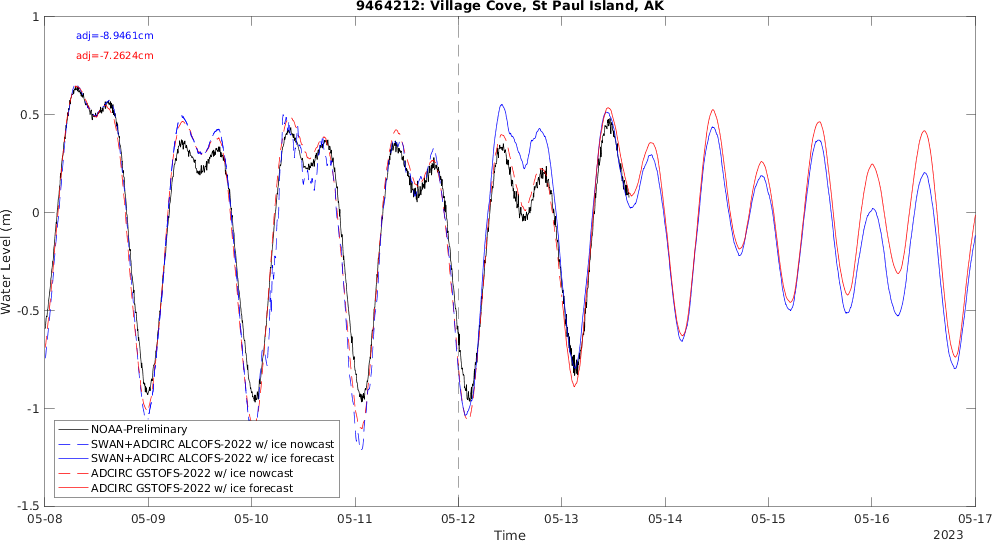 9464212: Village Cove, St Paul Island, AK
adj=-8.9461cm
adj=-7.2624cm
Water Level (m)
1
0.5
0
-0.5
-1
-1.5
NOAA-Preliminary
SWAN+ADCIRC ALCOFS-2022 w/ ice nowcast
SWAN+ADCIRC ALCOFS-2022 w/ ice forecast
ADCIRC GSTOFS-2022 w/ ice nowcast
ADCIRC GSTOFS-2022 w/ ice forecast
05-08 05-09 05-10 05-11 05-12 05-13 05-14 05-15 05-16 05-17
Time
2023